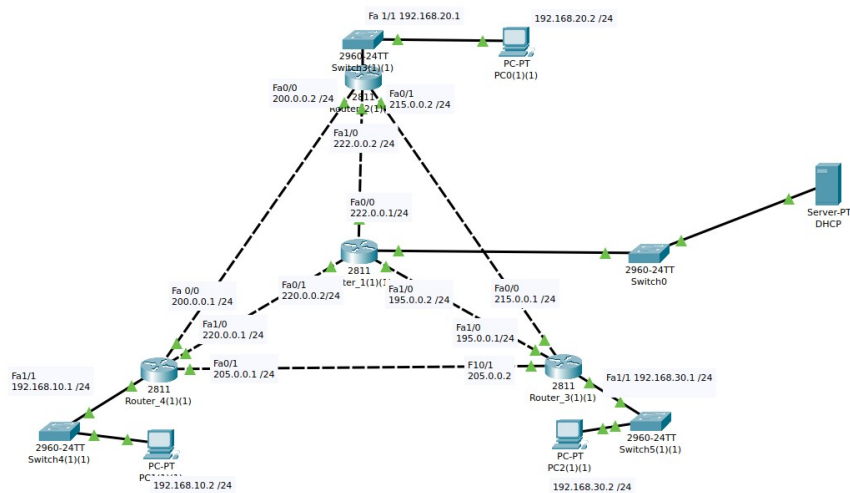 Fa 1/1 192.168.20.1
192.168.20.2 /24
2960-24TT
Switch3(1)(1)
PC-PT
PC0(1)(1)
Fa0/0
200.0.0.2 /24
2811
Fa0/1
215.0.0.2 /24
Fa1/0
222.0.0.2 /24
Fa0/0
222.0.0.1/24
Server-PT
DHCP
2811
2960-24TT
Switch0
Fa0/1
220.0.0.2/24
Fa1/0
195.0.0.2 /24
Fa 0/0
200.0.0.1 /24
Fa0/0
215.0.0.1 /24
Fa1/0
220.0.0.1 /24
Fa1/0
195.0.0.1/24
Fa0/1
205.0.0.1 /24
F10/1
205.0.0.2
Fa1/1
192.168.10.1 /24
2811
Router_4(1)(1)
2811
Router_3(1)(1)
Fa1/1 192.168.30.1 /24
2960-24TT
Switch4(1)(1)
PC-PT
192.168.10.2 /24
PC-PT
PC2(1)(1)
2960-24TT
Switch5(1)(1)
192.168.30.2 /24